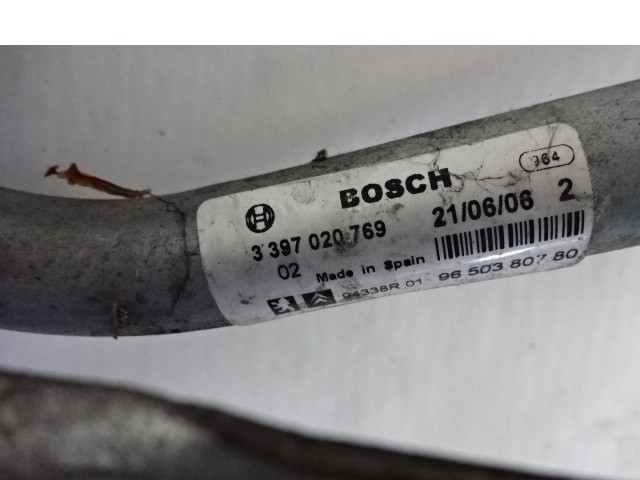 BOSCH
964
3 397 020 769
21/06/06 2
02 Made in Spain
94338R 01 96 503 807 80